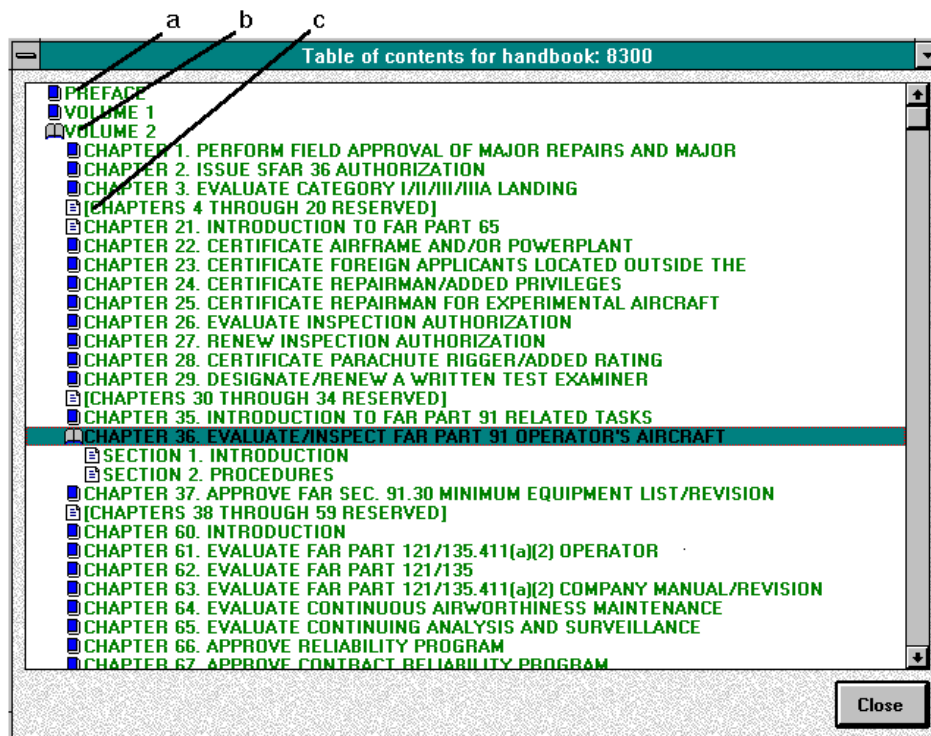 a b c
Table of contents for handbook: 8300
PREFACE
VOLUME 1
VOLUME 2
CHAPTER 1. PERFORM FIELD APPROVAL OF MAJOR REPAIRS AND MAJOR
CHAPTER 2. ISSUE SFAR 36 AUTHORIZATION
CHAPTER 3. EVALUATE CATEGORY I/II/III/IIIA LANDING
[CHAPTERS 4 THROUGH 20 RESERVED]
CHAPTER 21. INTRODUCTION TO FAR PART 65
CHAPTER 22. CERTIFICATE AIRFRAME AND/OR POWERPLANT
CHAPTER 23. CERTIFICATE FOREIGN APPLICANTS LOCATED OUTSIDE THE
CHAPTER 24. CERTIFICATE REPAIRMAN/ADDED PRIVILEGES
CHAPTER 25. CERTIFICATE REPAIRMAN FOR EXPERIMENTAL AIRCRAFT
CHAPTER 26. EVALUATE INSPECTION AUTHORIZATION
CHAPTER 27. RENEW INSPECTION AUTHORIZATION
CHAPTER 28. CERTIFICATE PARACHUTE RIGGER/ADDED RATING
CHAPTER 29. DESIGNATE/RENEW A WRITTEN TEST EXAMINER
[CHAPTERS 30 THROUGH 34 RESERVED]
CHAPTER 35. INTRODUCTION TO FAR PART 91 RELATED TASKS
CHAPTER 36. EVALUATE/INSPECT FAR PART 91 OPERATOR'S AIRCRAFT
SECTION 1. INTRODUCTION
SECTION 2. PROCEDURES
CHAPTER 37. APPROVE FAR SEC. 91.30 MINIMUM EQUIPMENT LIST/REVISION
[CHAPTERS 38 THROUGH 59 RESERVED]
CHAPTER 60. INTRODUCTION
CHAPTER 61. EVALUATE FAR PART 121/135.411(a)(2) OPERATOR
CHAPTER 62. EVALUATE FAR PART 121/135
CHAPTER 63. EVALUATE FAR PART 121/135.411(a)(2) COMPANY MANUAL/REVISION
CHAPTER 64. EVALUATE CONTINUOUS AIRWORTHINESS MAINTENANCE
CHAPTER 65. EVALUATE CONTINUING ANALYSIS AND SURVEILLANCE
CHAPTER 66. APPROVE RELIABILITY PROGRAM
CHAPTER 67. APPROVE CONTRACT RELIABILITY PROGRAM
Close